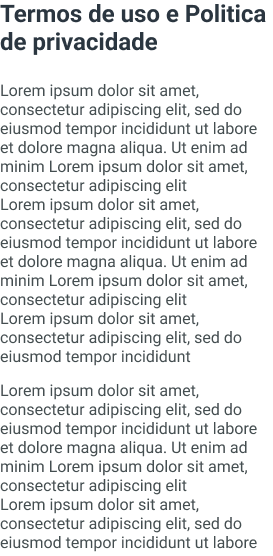 Termos de uso e Politica
de privacidade
Lorem ipsum dolor sit amet,
consectetur adipiscing elit, sed do
eiusmod tempor incididunt ut labore
et dolore magna aliqua. Ut enim ad
minim Lorem ipsum dolor sit amet,
consectetur adipiscing elit
Lorem ipsum dolor sit amet,
consectetur adipiscing elit, sed do
eiusmod tempor incididunt ut labore
et dolore magna aliqua. Ut enim ad
minim Lorem ipsum dolor sit amet,
consectetur adipiscing elit
Lorem ipsum dolor sit amet,
consectetur adipiscing elit, sed do
eiusmod tempor incididunt
Lorem ipsum dolor sit amet,
consectetur adipiscing elit, sed do
eiusmod tempor incididunt ut labore
et dolore magna aliqua. Ut enim ad
minim Lorem ipsum dolor sit amet,
consectetur adipiscing elit
Lorem ipsum dolor sit amet,
consectetur adipiscing elit, sed do
eiusmod tempor incididunt ut labore